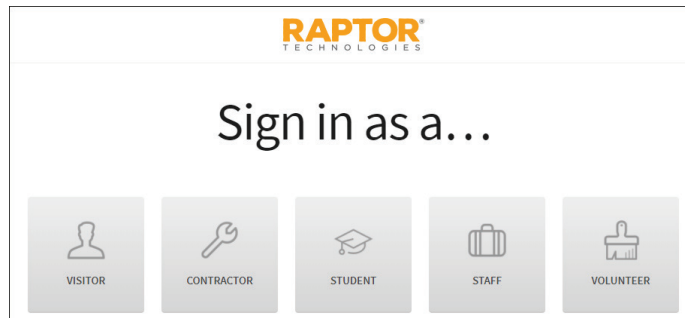 RAPTOR®
TECHNOLOGIES
Sign in as a...
VISITOR CONTRACTOR STUDENT STAFF VOLUNTEER